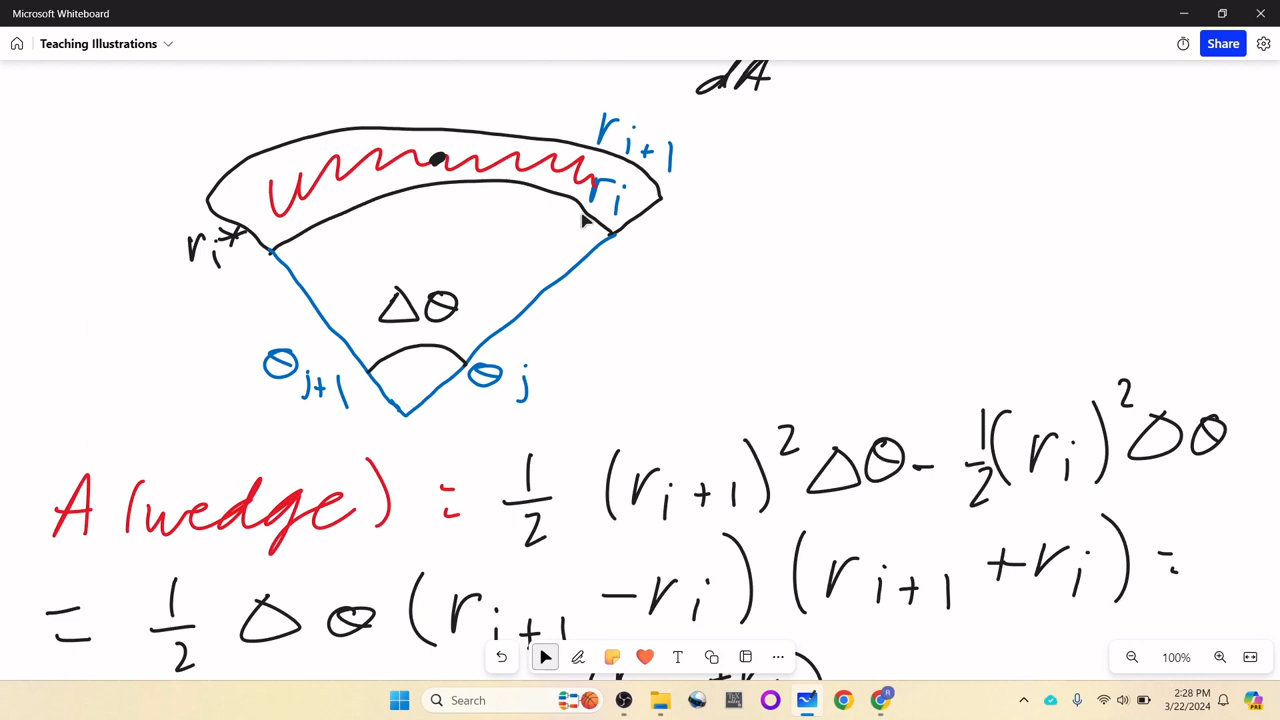 Microsoft Whiteboard
Teaching Illustrations
Share
dA
r i+1
r i
r i*
Δθ
θ j+1
θ j
A (wedge) = 1/2 (r i+1)² Δθ - 1/2 (r i)² Δθ
= 1/2 Δθ (r i+1 - r i) (r i+1 + r i) =
100%
Search
2:28 PM
3/22/2024